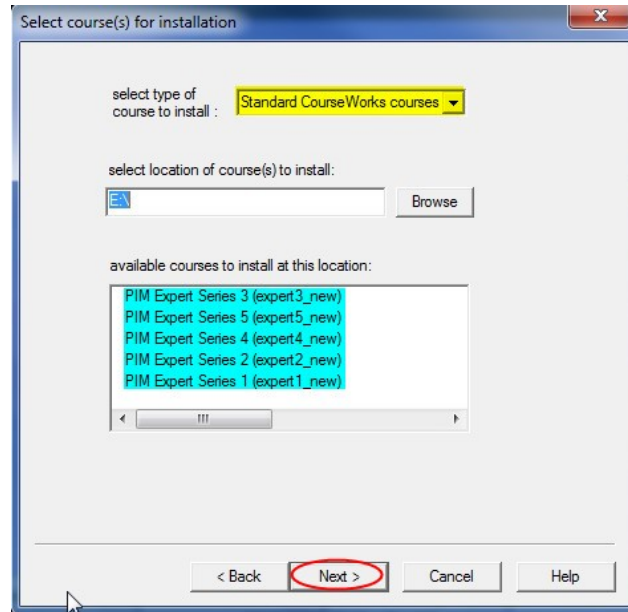 Select course(s) for installation
select type of
course to install :
Standard CourseWorks courses
select location of course(s) to install:
E:\
Browse
available courses to install at this location:
PIM Expert Series 3 (expert3_new)
PIM Expert Series 5 (expert5_new)
PIM Expert Series 4 (expert4_new)
PIM Expert Series 2 (expert2_new)
PIM Expert Series 1 (expert1_new)
< Back
Next >
Cancel
Help